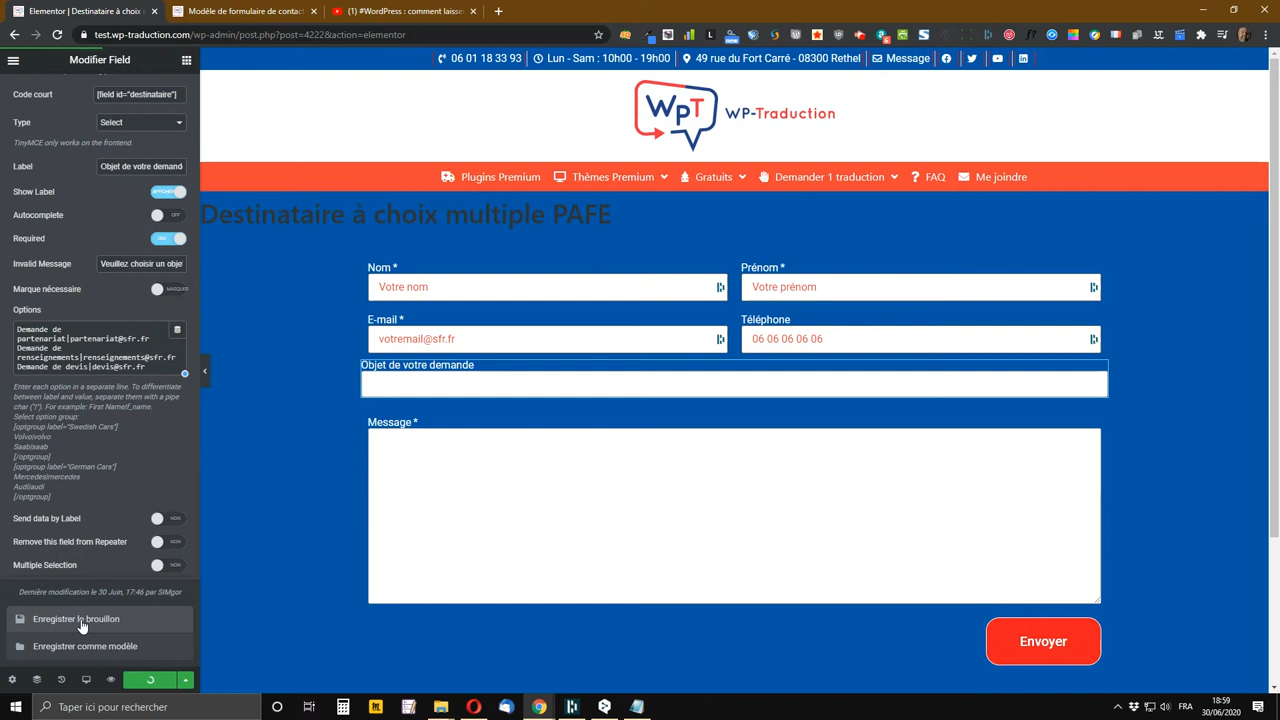 Elementor | Destinataire à choix m
Modèle de formulaire de contact
(1) #WordPress : comment laisse
test.wp-traduction.com/wp-admin/post.php?post=4222&action=elementor
Modifier Field
Code court
[field id="destinataire"]
Type
Select
TinyMCE only works on the frontend.
Label
Objet de votre demand
Show Label
Autocomplete
OFF
Required
OUI
Invalid Message
Veuillez choisir un obje
Marque nécessaire
Options
Demande de
partenariat|partenariat@sfr.fr
Demande de
renseignements|renseignements@sfr.fr
Demande de devis|devis@sfr.fr
Enter each option in a separate line. To differentiate
between label and value, separate them with a pipe
char ("|"). For example: First Name|f_name.
Select option group:
[optgroup label="Swedish Cars"]
Volvo|volvo
Saab|saab
[/optgroup]
[optgroup label="German Cars"]
Mercedes|mercedes
Audi|audi
[/optgroup]
Send data by Label
NON
Remove this field from Repeater
NON
Multiple Selection
NON
Dernière modification le 30 Juin, 17:46 par StMgor
Enregistrer le brouillon
Enregistrer comme modèle
06 01 18 33 93
Lun - Sam : 10h00 - 19h00
49 rue du Fort Carré - 08300 Rethel
Message
WpT WP-Traduction
Plugins Premium
Thèmes Premium
Gratuits
Demander 1 traduction
FAQ
Me joindre
Destinataire à choix multiple PAFE
Nom *
Prénom *
Votre nom
Votre prénom
E-mail *
Téléphone
votremail@sfr.fr
06 06 06 06 06
Objet de votre demande
Message *
Envoyer
Taper ici pour rechercher
FRA
18:59
30/06/2020